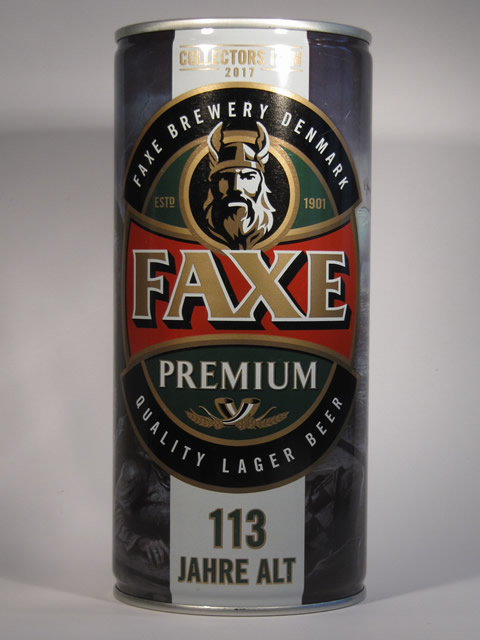 COLLECTORS ITEM
2017
FAXE BREWERY DENMARK
ESTD 1901
FAXE
PREMIUM
QUALITY LAGER BEER
113
JAHRE ALT